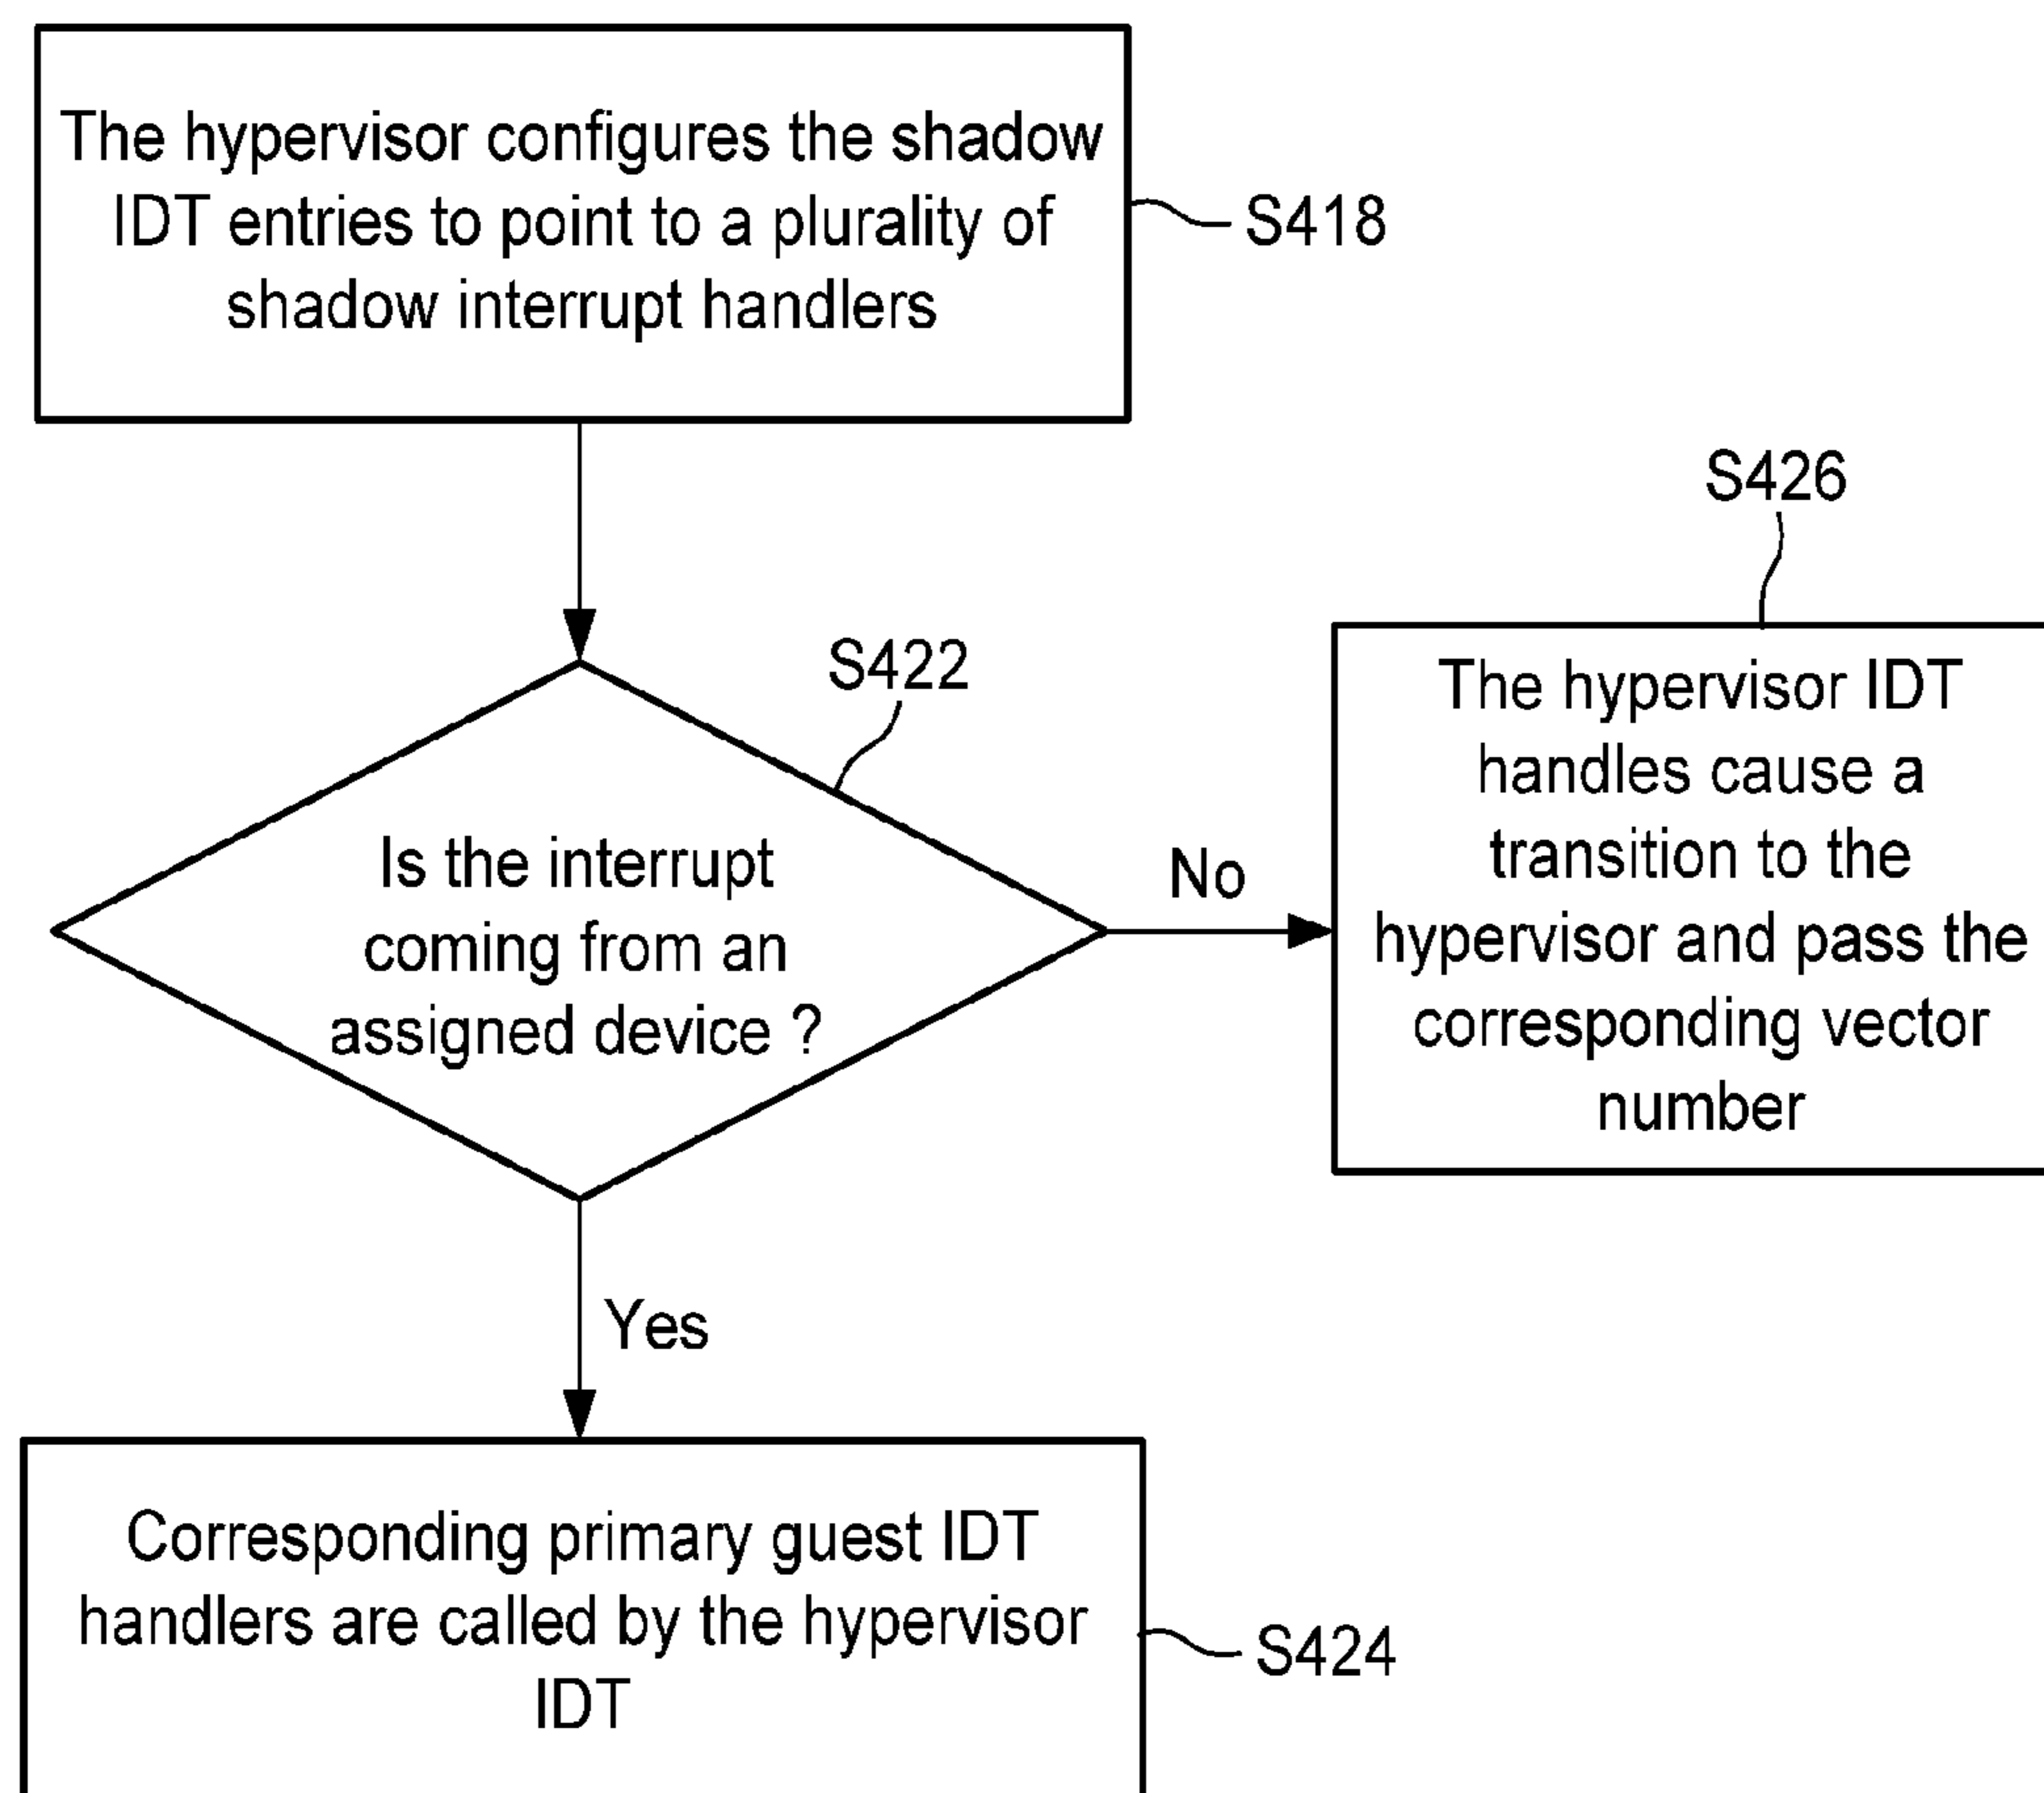 The hypervisor configures the shadow
IDT entries to point to a plurality of
shadow interrupt handlers
S418
S422
Is the interrupt
coming from an
assigned device ?
No
S426
The hypervisor IDT
handles cause a
transition to the
hypervisor and pass the
corresponding vector
number
Yes
Corresponding primary guest IDT
handlers are called by the hypervisor
IDT
S424